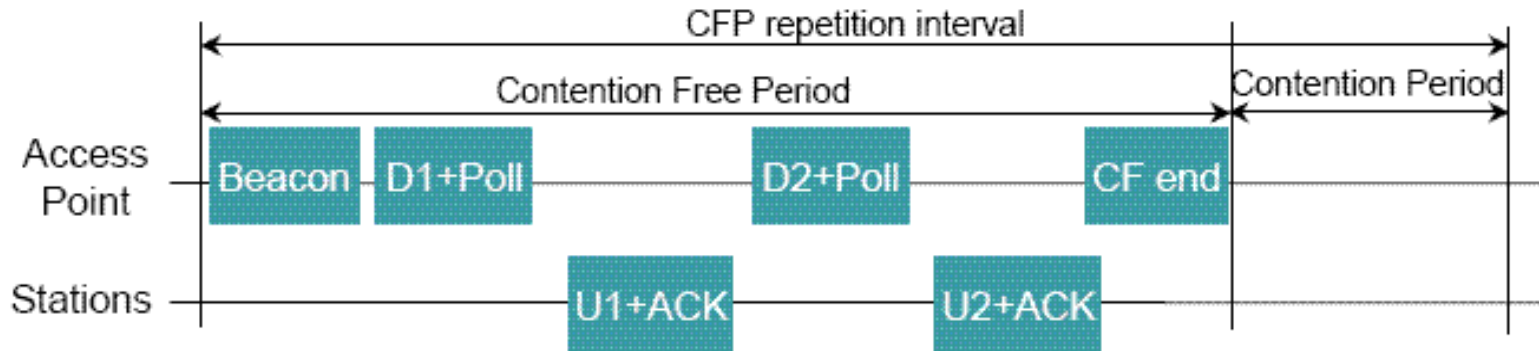 CFP repetition interval
Contention Free Period
Contention Period
Access
Point
Beacon
D1+Poll
D2+Poll
CF end
Stations
U1+ACK
U2+ACK